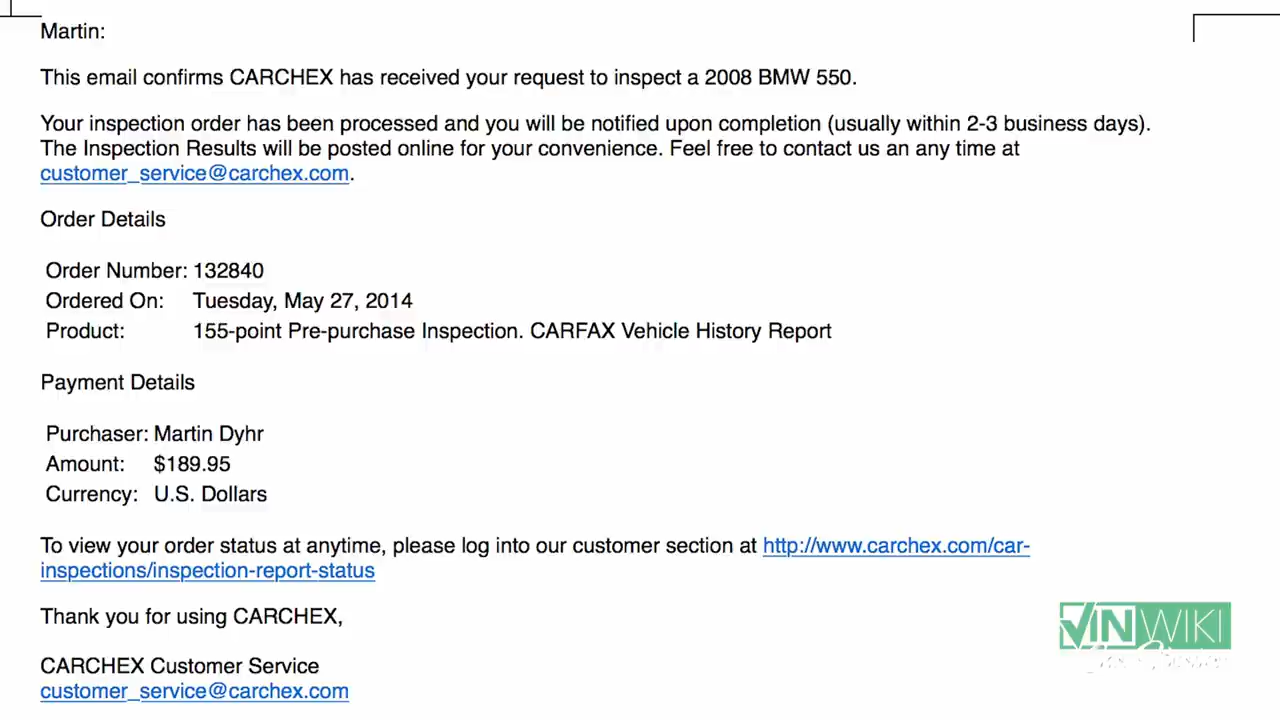 Martin:
This email confirms CARCHEX has received your request to inspect a 2008 BMW 550.
Your inspection order has been processed and you will be notified upon completion (usually within 2-3 business days).
The Inspection Results will be posted online for your convenience. Feel free to contact us an any time at
customer_service@carchex.com.
Order Details
Order Number: 132840
Ordered On: Tuesday, May 27, 2014
Product: 155-point Pre-purchase Inspection. CARFAX Vehicle History Report
Payment Details
Purchaser: Martin Dyhr
Amount: $189.95
Currency: U.S. Dollars
To view your order status at anytime, please log into our customer section at http://www.carchex.com/car-
inspections/inspection-report-status
Thank you for using CARCHEX,
VINWIKI
CARCHEX Customer Service
customer_service@carchex.com